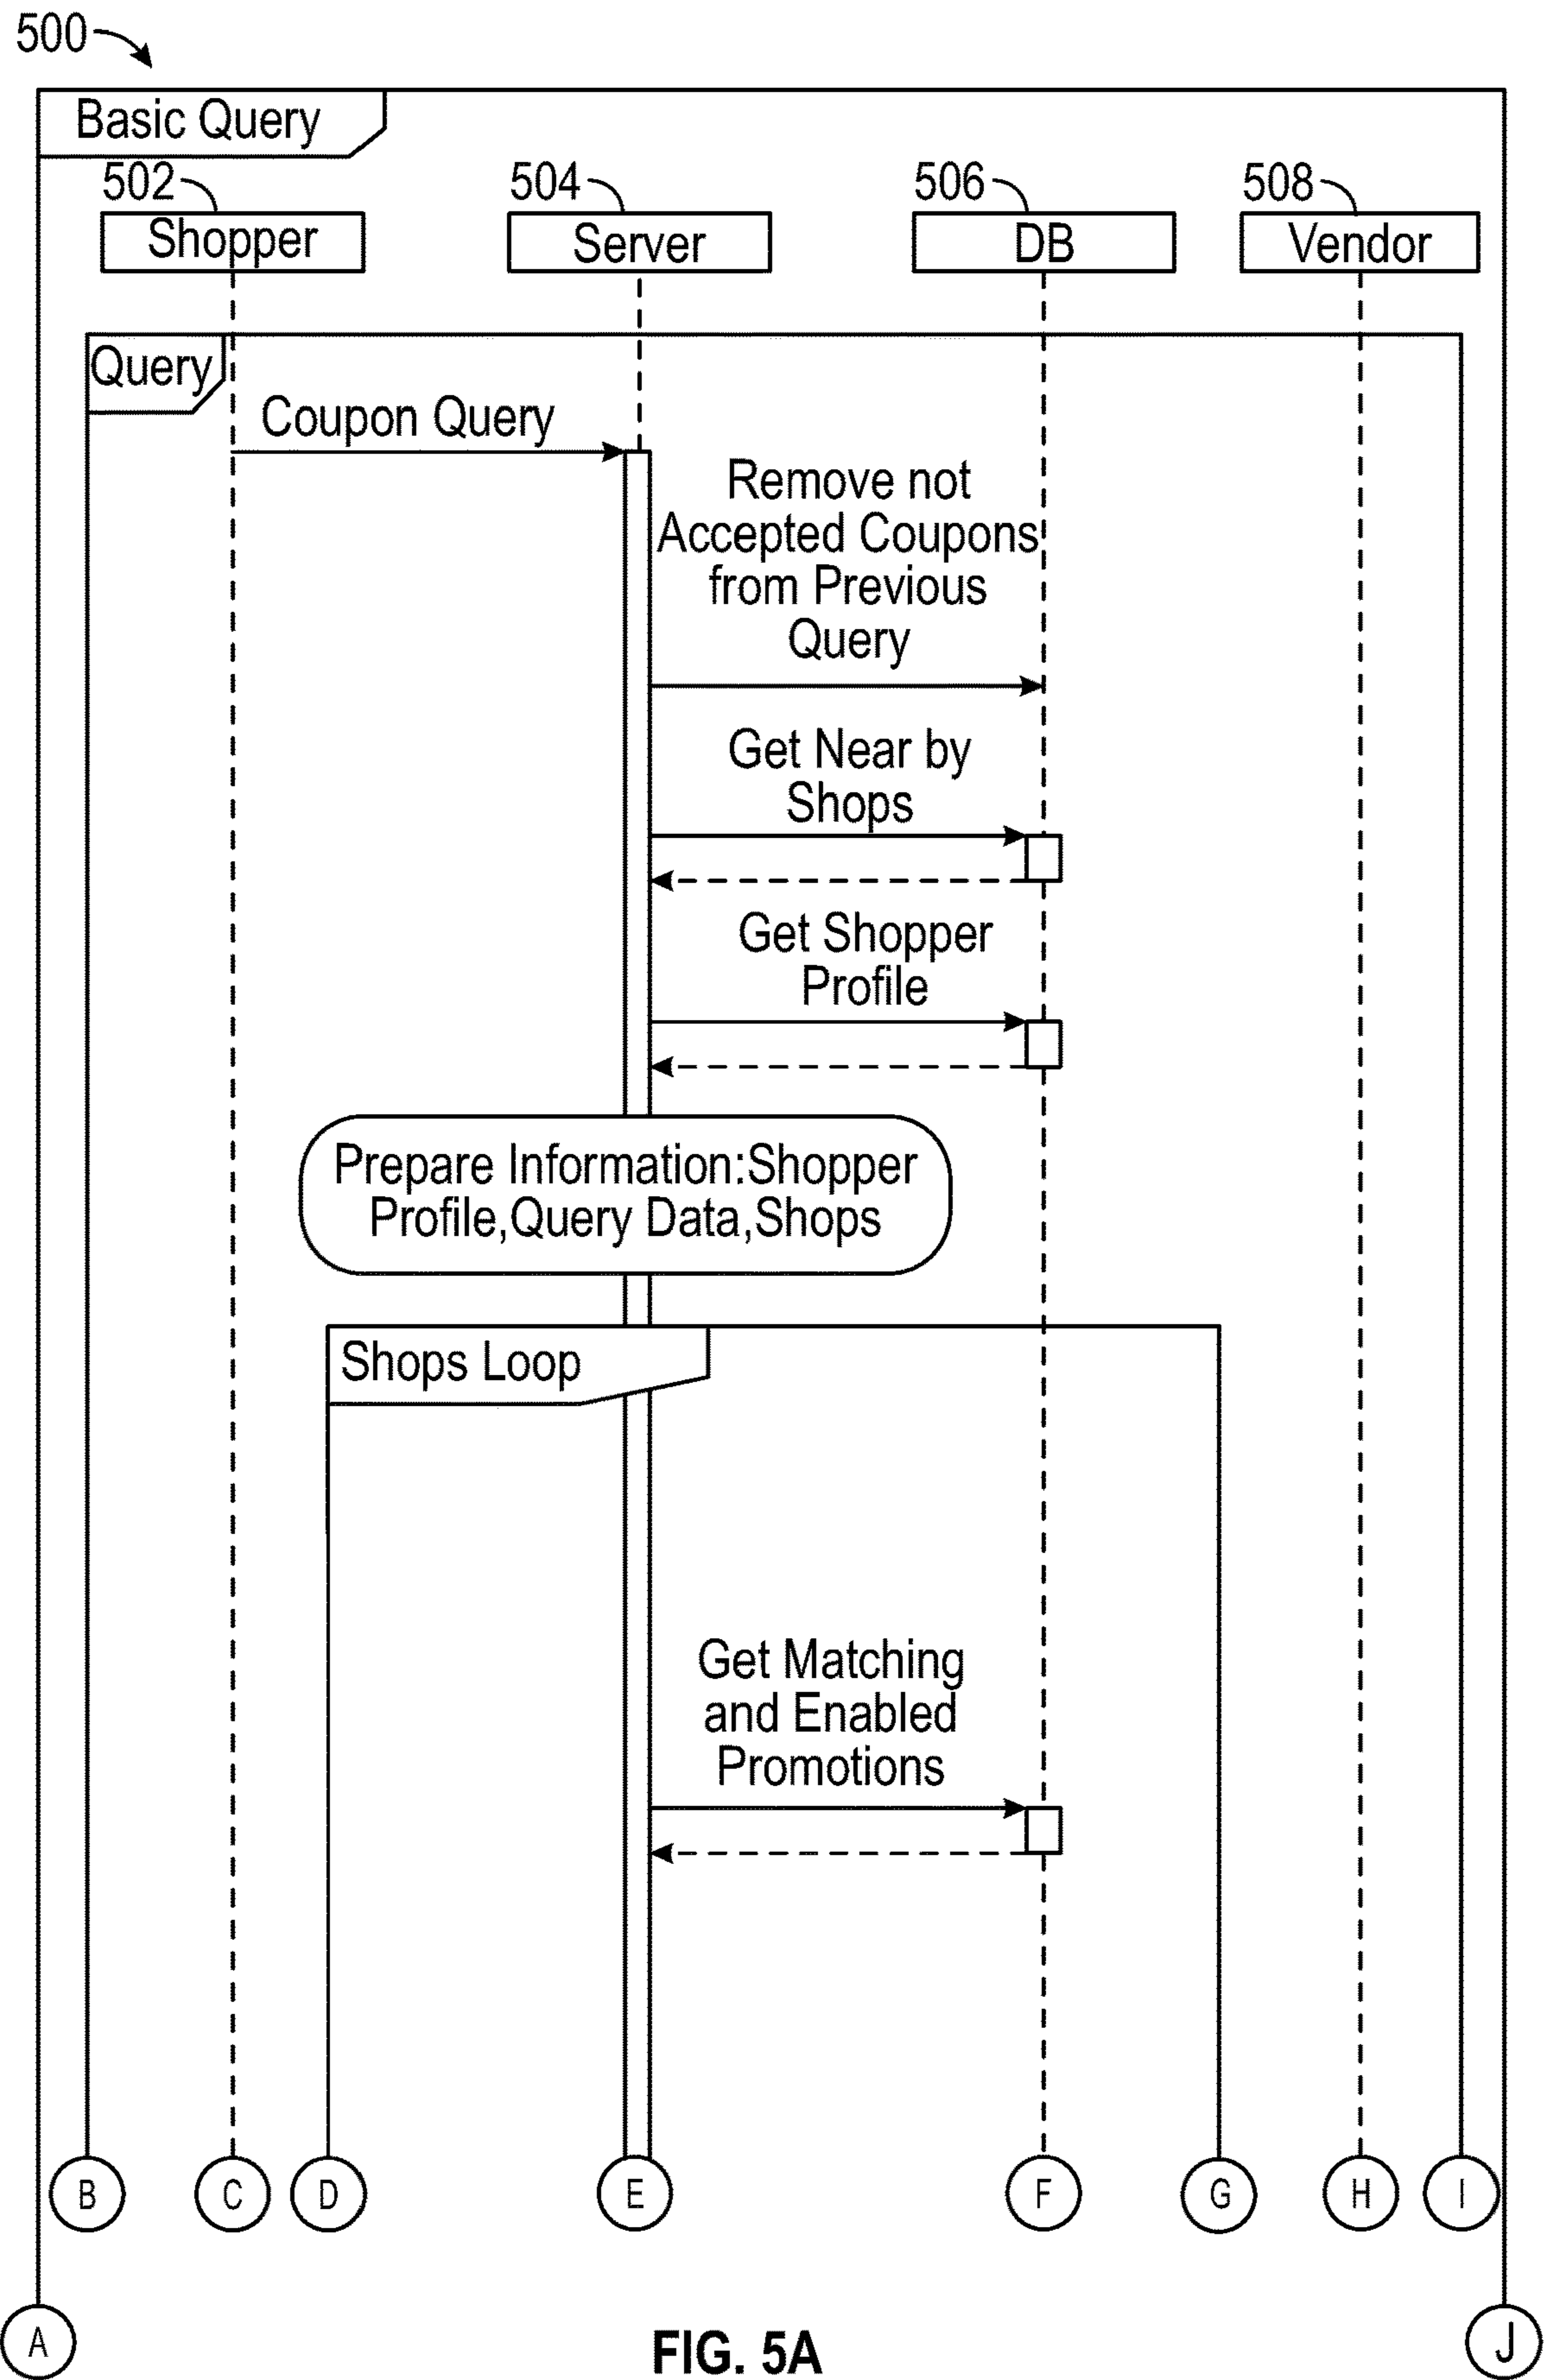 500
Basic Query
502
504
506
508
Shopper
Server
DB
Vendor
Query
Coupon Query
Remove not
Accepted Coupons
from Previous
Query
Get Near by
Shops
Get Shopper
Profile
Prepare Information:Shopper
Profile,Query Data,Shops
Shops Loop
Get Matching
and Enabled
Promotions
B
C
D
E
F
G
H
I
A
J
FIG. 5A